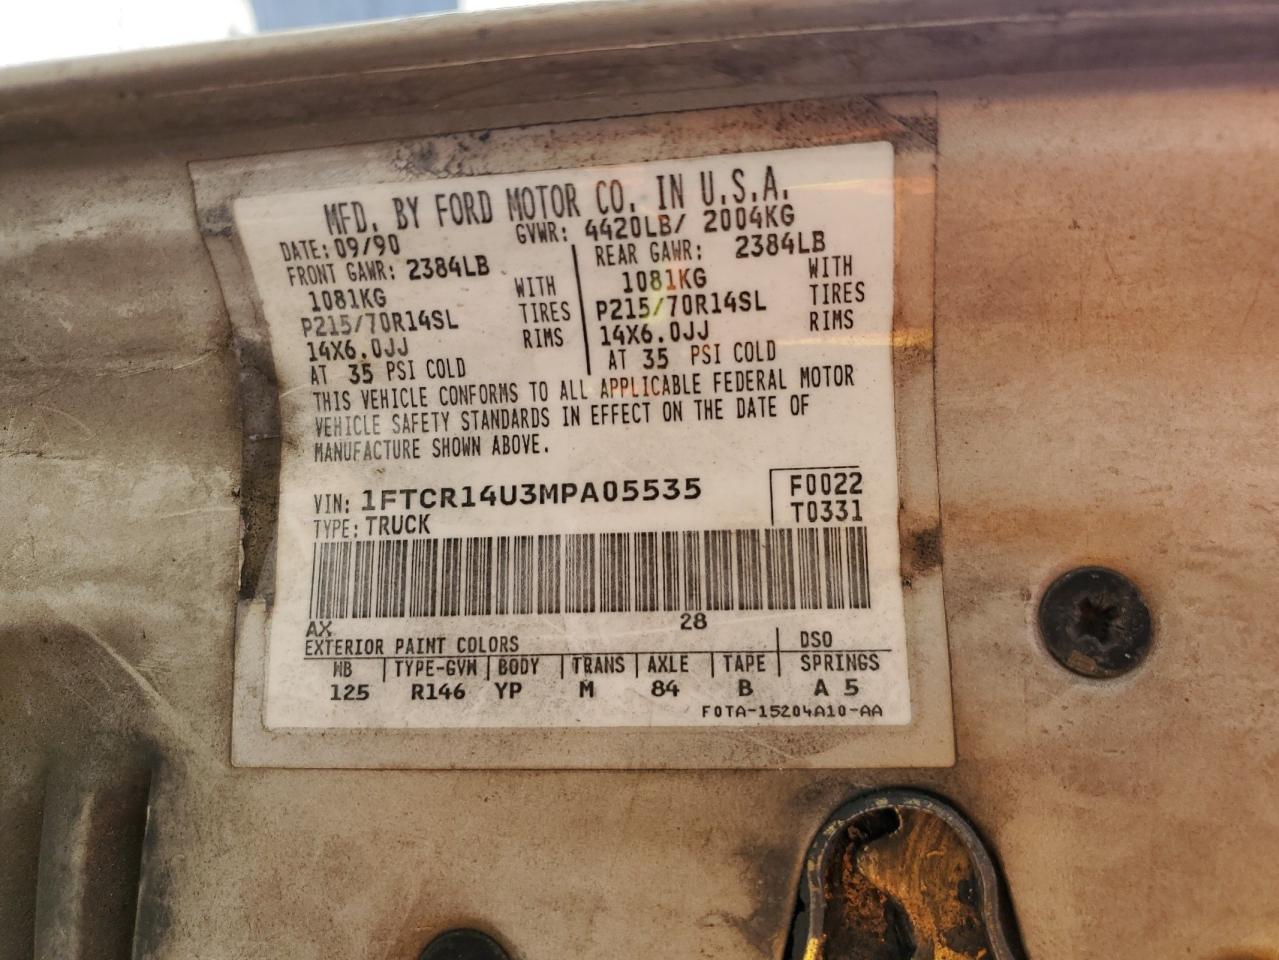 MFD. BY FORD MOTOR CO. IN U.S.A.
DATE: 09/90 GVWR: 4420LB/ 2004KG
FRONT GAWR: 2384LB REAR GAWR: 2384LB
1081KG WITH 1081KG WITH
P215/70R14SL TIRES P215/70R14SL TIRES
14X6.0JJ RIMS 14X6.0JJ RIMS
AT 35 PSI COLD AT 35 PSI COLD
THIS VEHICLE CONFORMS TO ALL APPLICABLE FEDERAL MOTOR
VEHICLE SAFETY STANDARDS IN EFFECT ON THE DATE OF
MANUFACTURE SHOWN ABOVE.
VIN: 1FTCR14U3MPA05535 F0022
TYPE: TRUCK T0331
AX 28
EXTERIOR PAINT COLORS DSO
WB TYPE-GVW BODY TRANS AXLE TAPE SPRINGS
125 R146 YP M 84 B A 5
F0TA-15204A10-AA